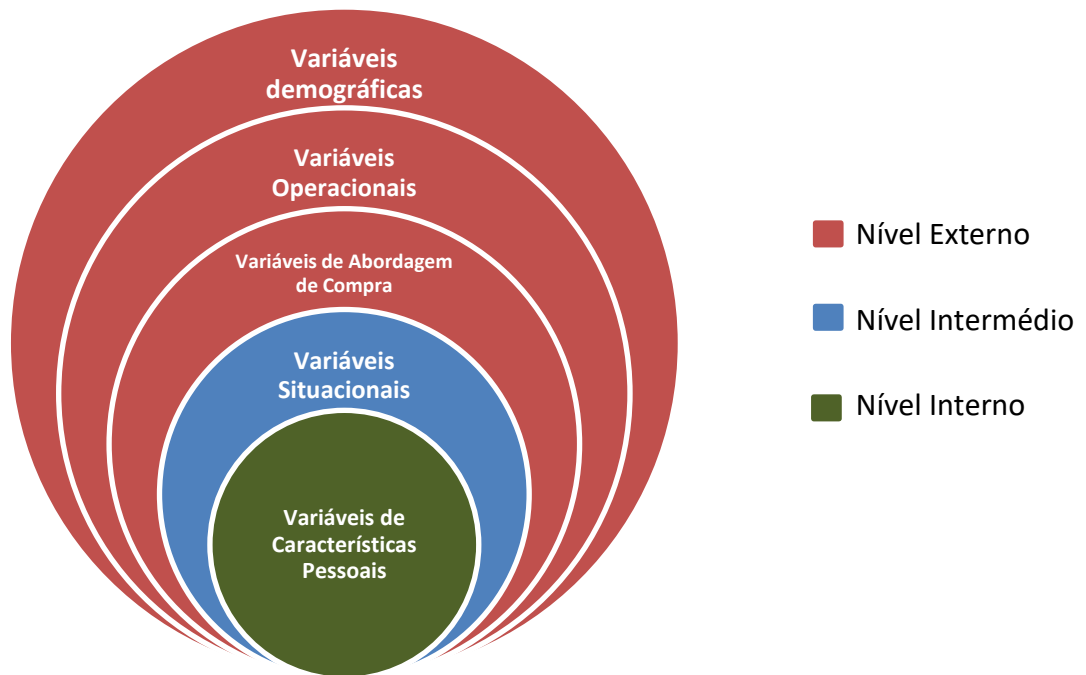 Variáveis
demográficas
Variáveis
Operacionais
Variáveis de Abordagem
de Compra
Variáveis
Situacionais
Variáveis de
Características
Pessoais
Nível Externo
Nível Intermédio
Nível Interno